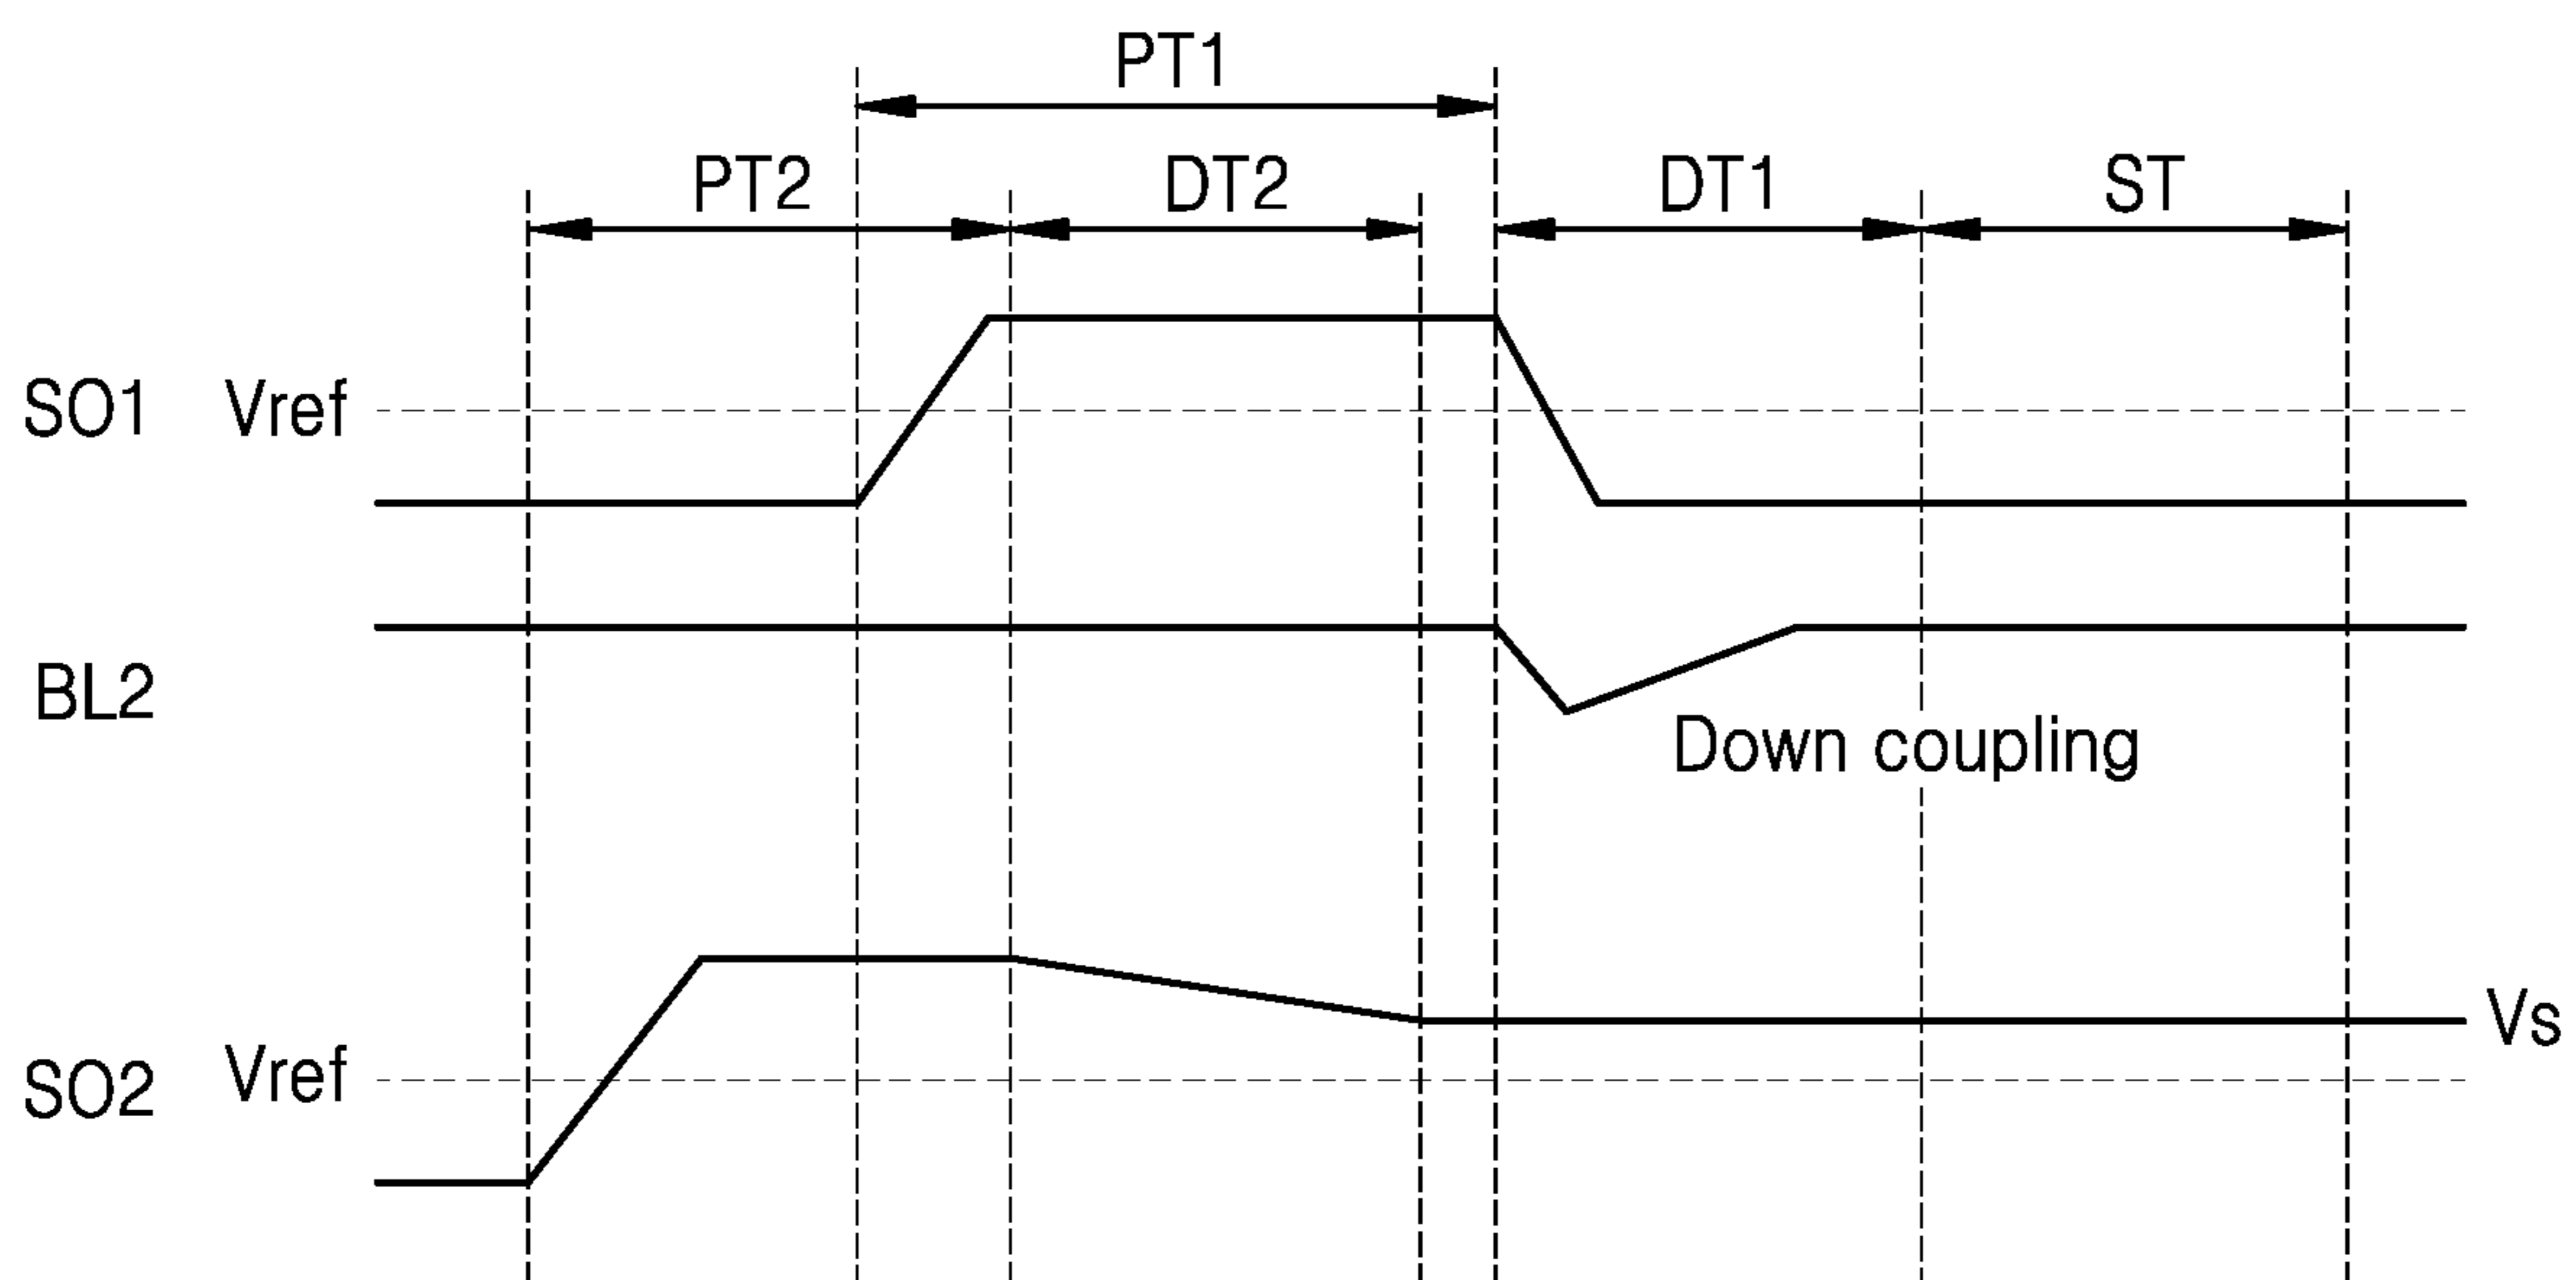 PT1
PT2 DT2 DT1 ST
SO1 Vref
BL2
Down coupling
Vs
SO2 Vref